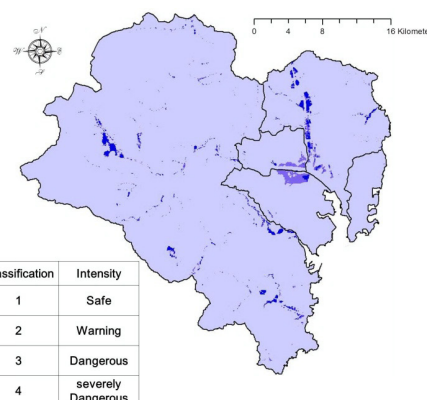 N
W
S
0 4 8 16 Kilomete
assification Intensity
1 Safe
2 Warning
3 Dangerous
4 severely
Dangerous